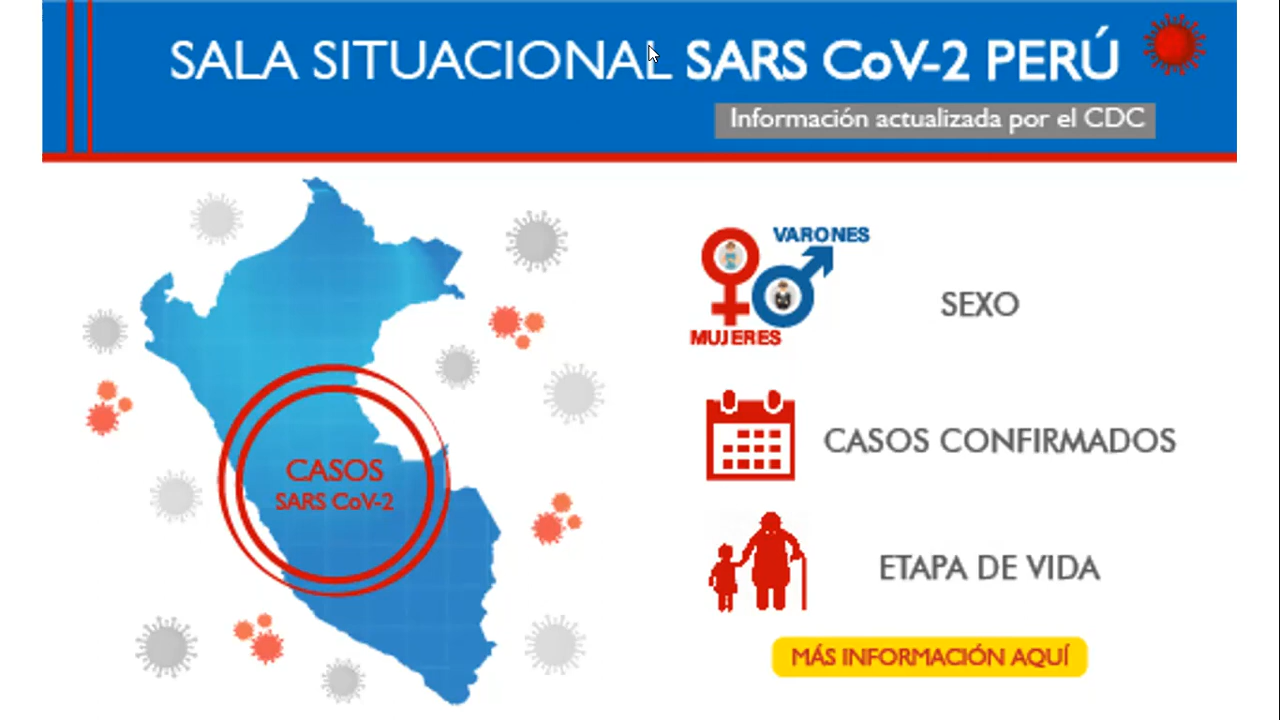 SALA SITUACIONAL SARS CoV-2 PERÚ
Información actualizada por el CDC
VARONES
MUJERES
SEXO
CASOS CONFIRMADOS
CASOS
SARS CoV-2
ETAPA DE VIDA
MÁS INFORMACIÓN AQUÍ